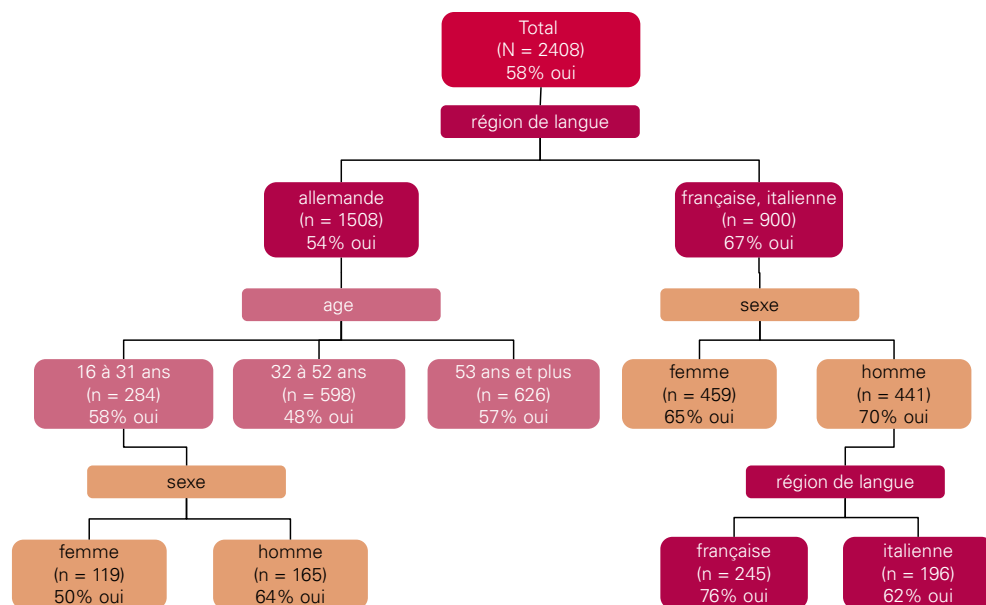 Total
(N = 2408)
58% oui
région de langue
allemande
(n = 1508)
54% oui
française, italienne
(n = 900)
67% oui
age
sexe
16 à 31 ans
(n = 284)
58% oui
32 à 52 ans
(n = 598)
48% oui
53 ans et plus
(n = 626)
57% oui
femme
(n = 459)
65% oui
homme
(n = 441)
70% oui
sexe
région de langue
femme
(n = 119)
50% oui
homme
(n = 165)
64% oui
française
(n = 245)
76% oui
italienne
(n = 196)
62% oui